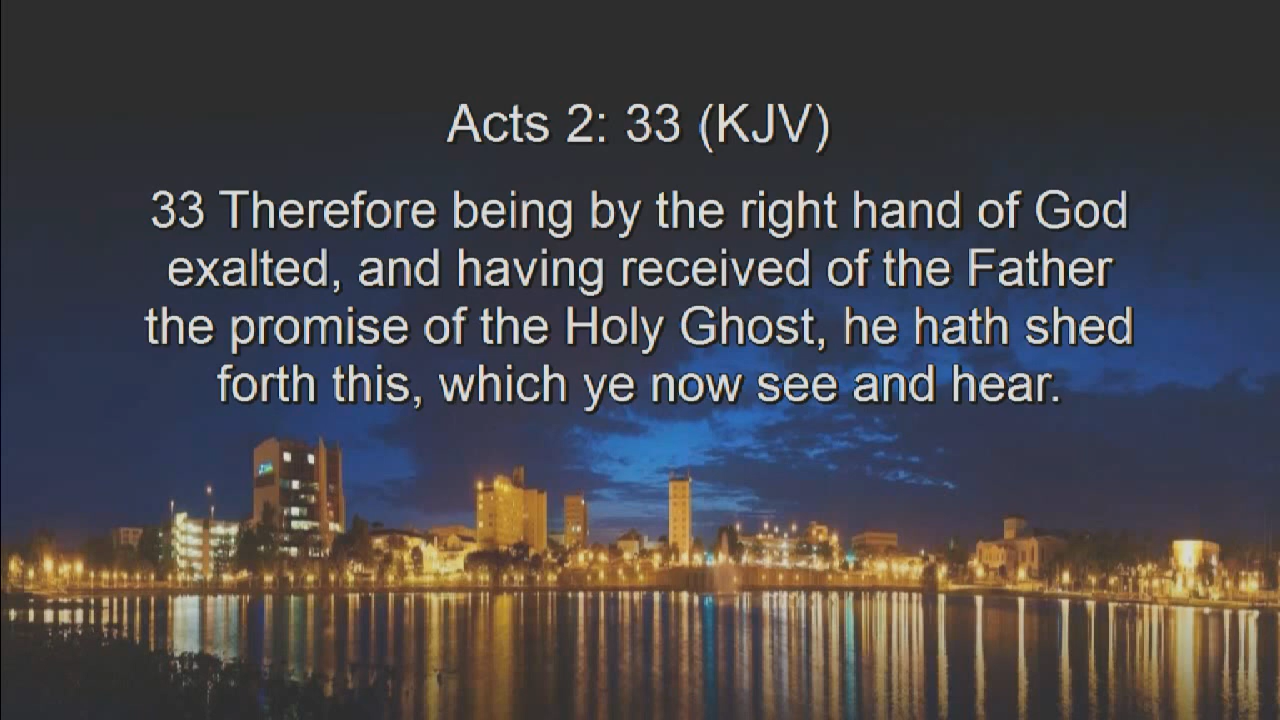 Acts 2: 33 (KJV)
33 Therefore being by the right hand of God
exalted, and having received of the Father
the promise of the Holy Ghost, he hath shed
forth this, which ye now see and hear.